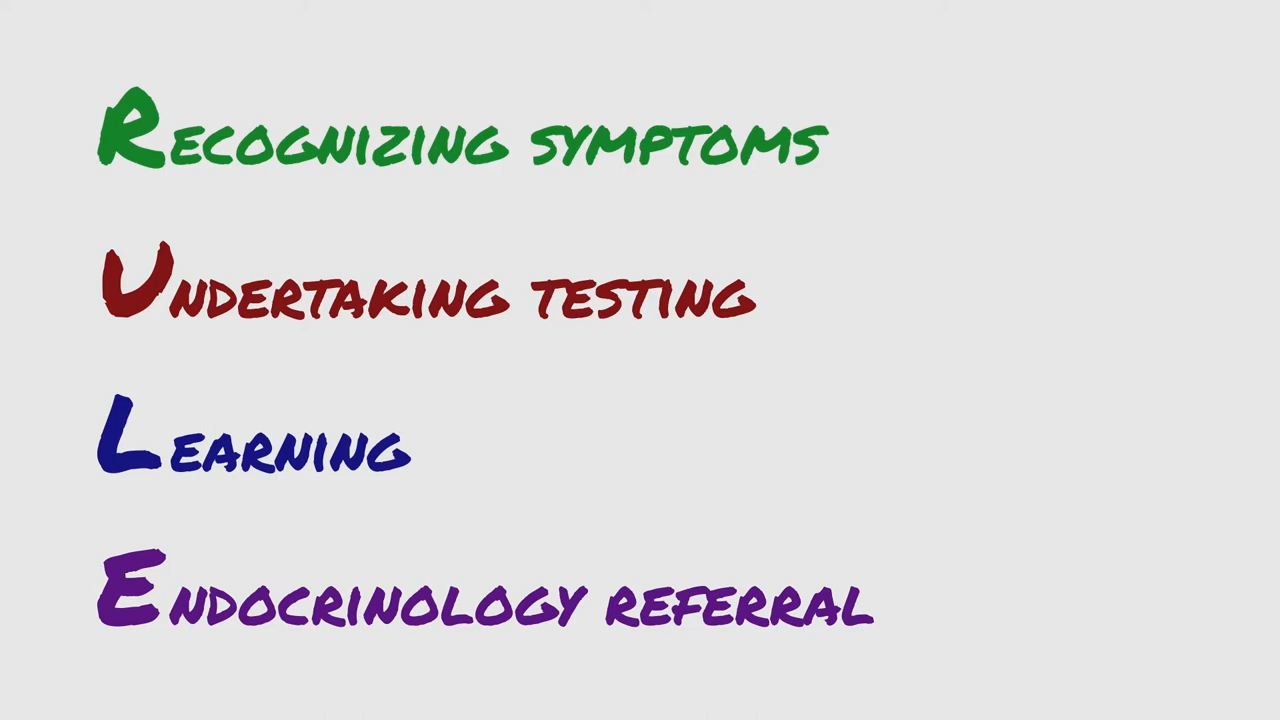 Recognizing symptoms
Undertaking testing
Learning
Endocrinology referral